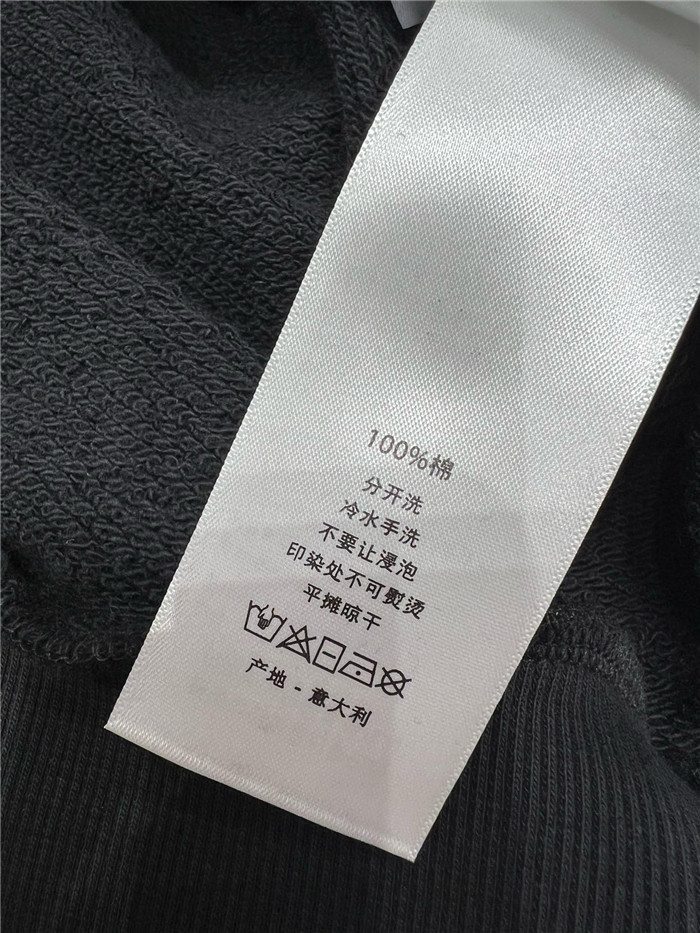 100%棉
分开洗
冷水手洗
不要让浸泡
印染处不可熨烫
平摊晾干
产地 - 意大利